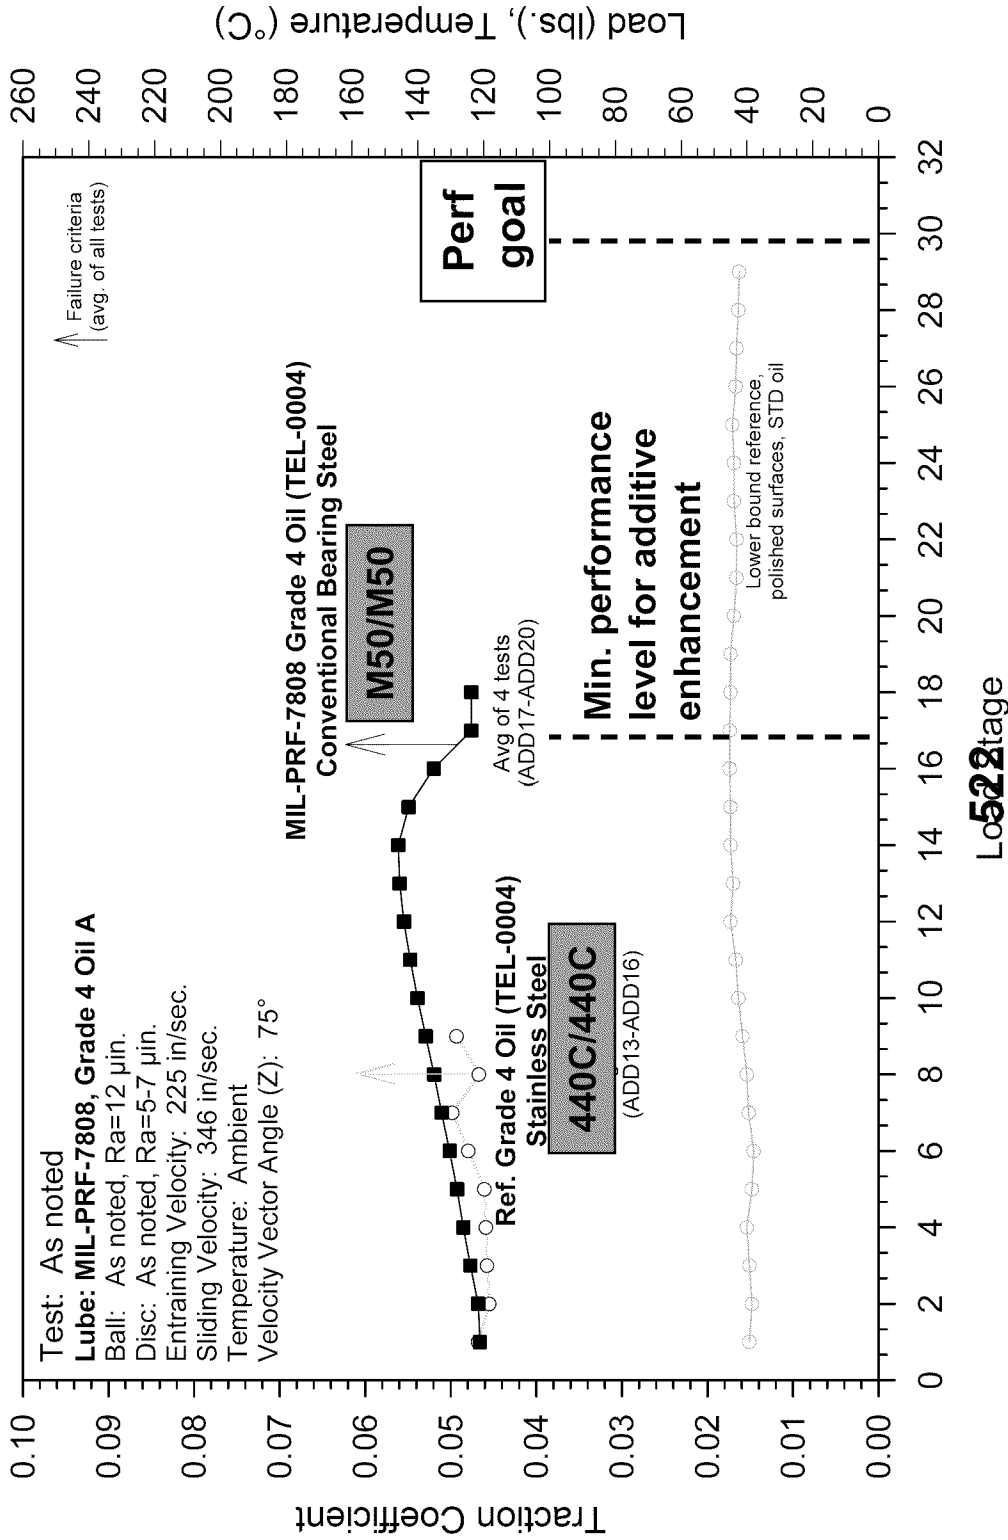 Test: As noted
Lube: MIL-PRF-7808, Grade 4 Oil A
Ball: As noted, Ra=12 µin.
Disc: As noted, Ra=5-7 µin.
Entraining Velocity: 225 in/sec.
Sliding Velocity: 346 in/sec.
Temperature: Ambient
Velocity Vector Angle (Z): 75°
Failure criteria
(avg. of all tests)
MIL-PRF-7808 Grade 4 Oil (TEL-0004)
Conventional Bearing Steel
M50/M50
Avg of 4 tests
(ADD17-ADD20)
Perf
goal
Ref. Grade 4 Oil (TEL-0004)
Stainless Steel
440C/440C
(ADD13-ADD16)
Min. performance
level for additive
enhancement
Lower bound reference,
polished surfaces, STD oil
Traction Coefficient
0.10
0.09
0.08
0.07
0.06
0.05
0.04
0.03
0.02
0.01
0.00
Load (lbs.), Temperature (°C)
260
240
220
200
180
160
140
120
100
80
60
40
20
0
0 2 4 6 8 10 12 14 16 18 20 22 24 26 28 30 32
Load Stage
522